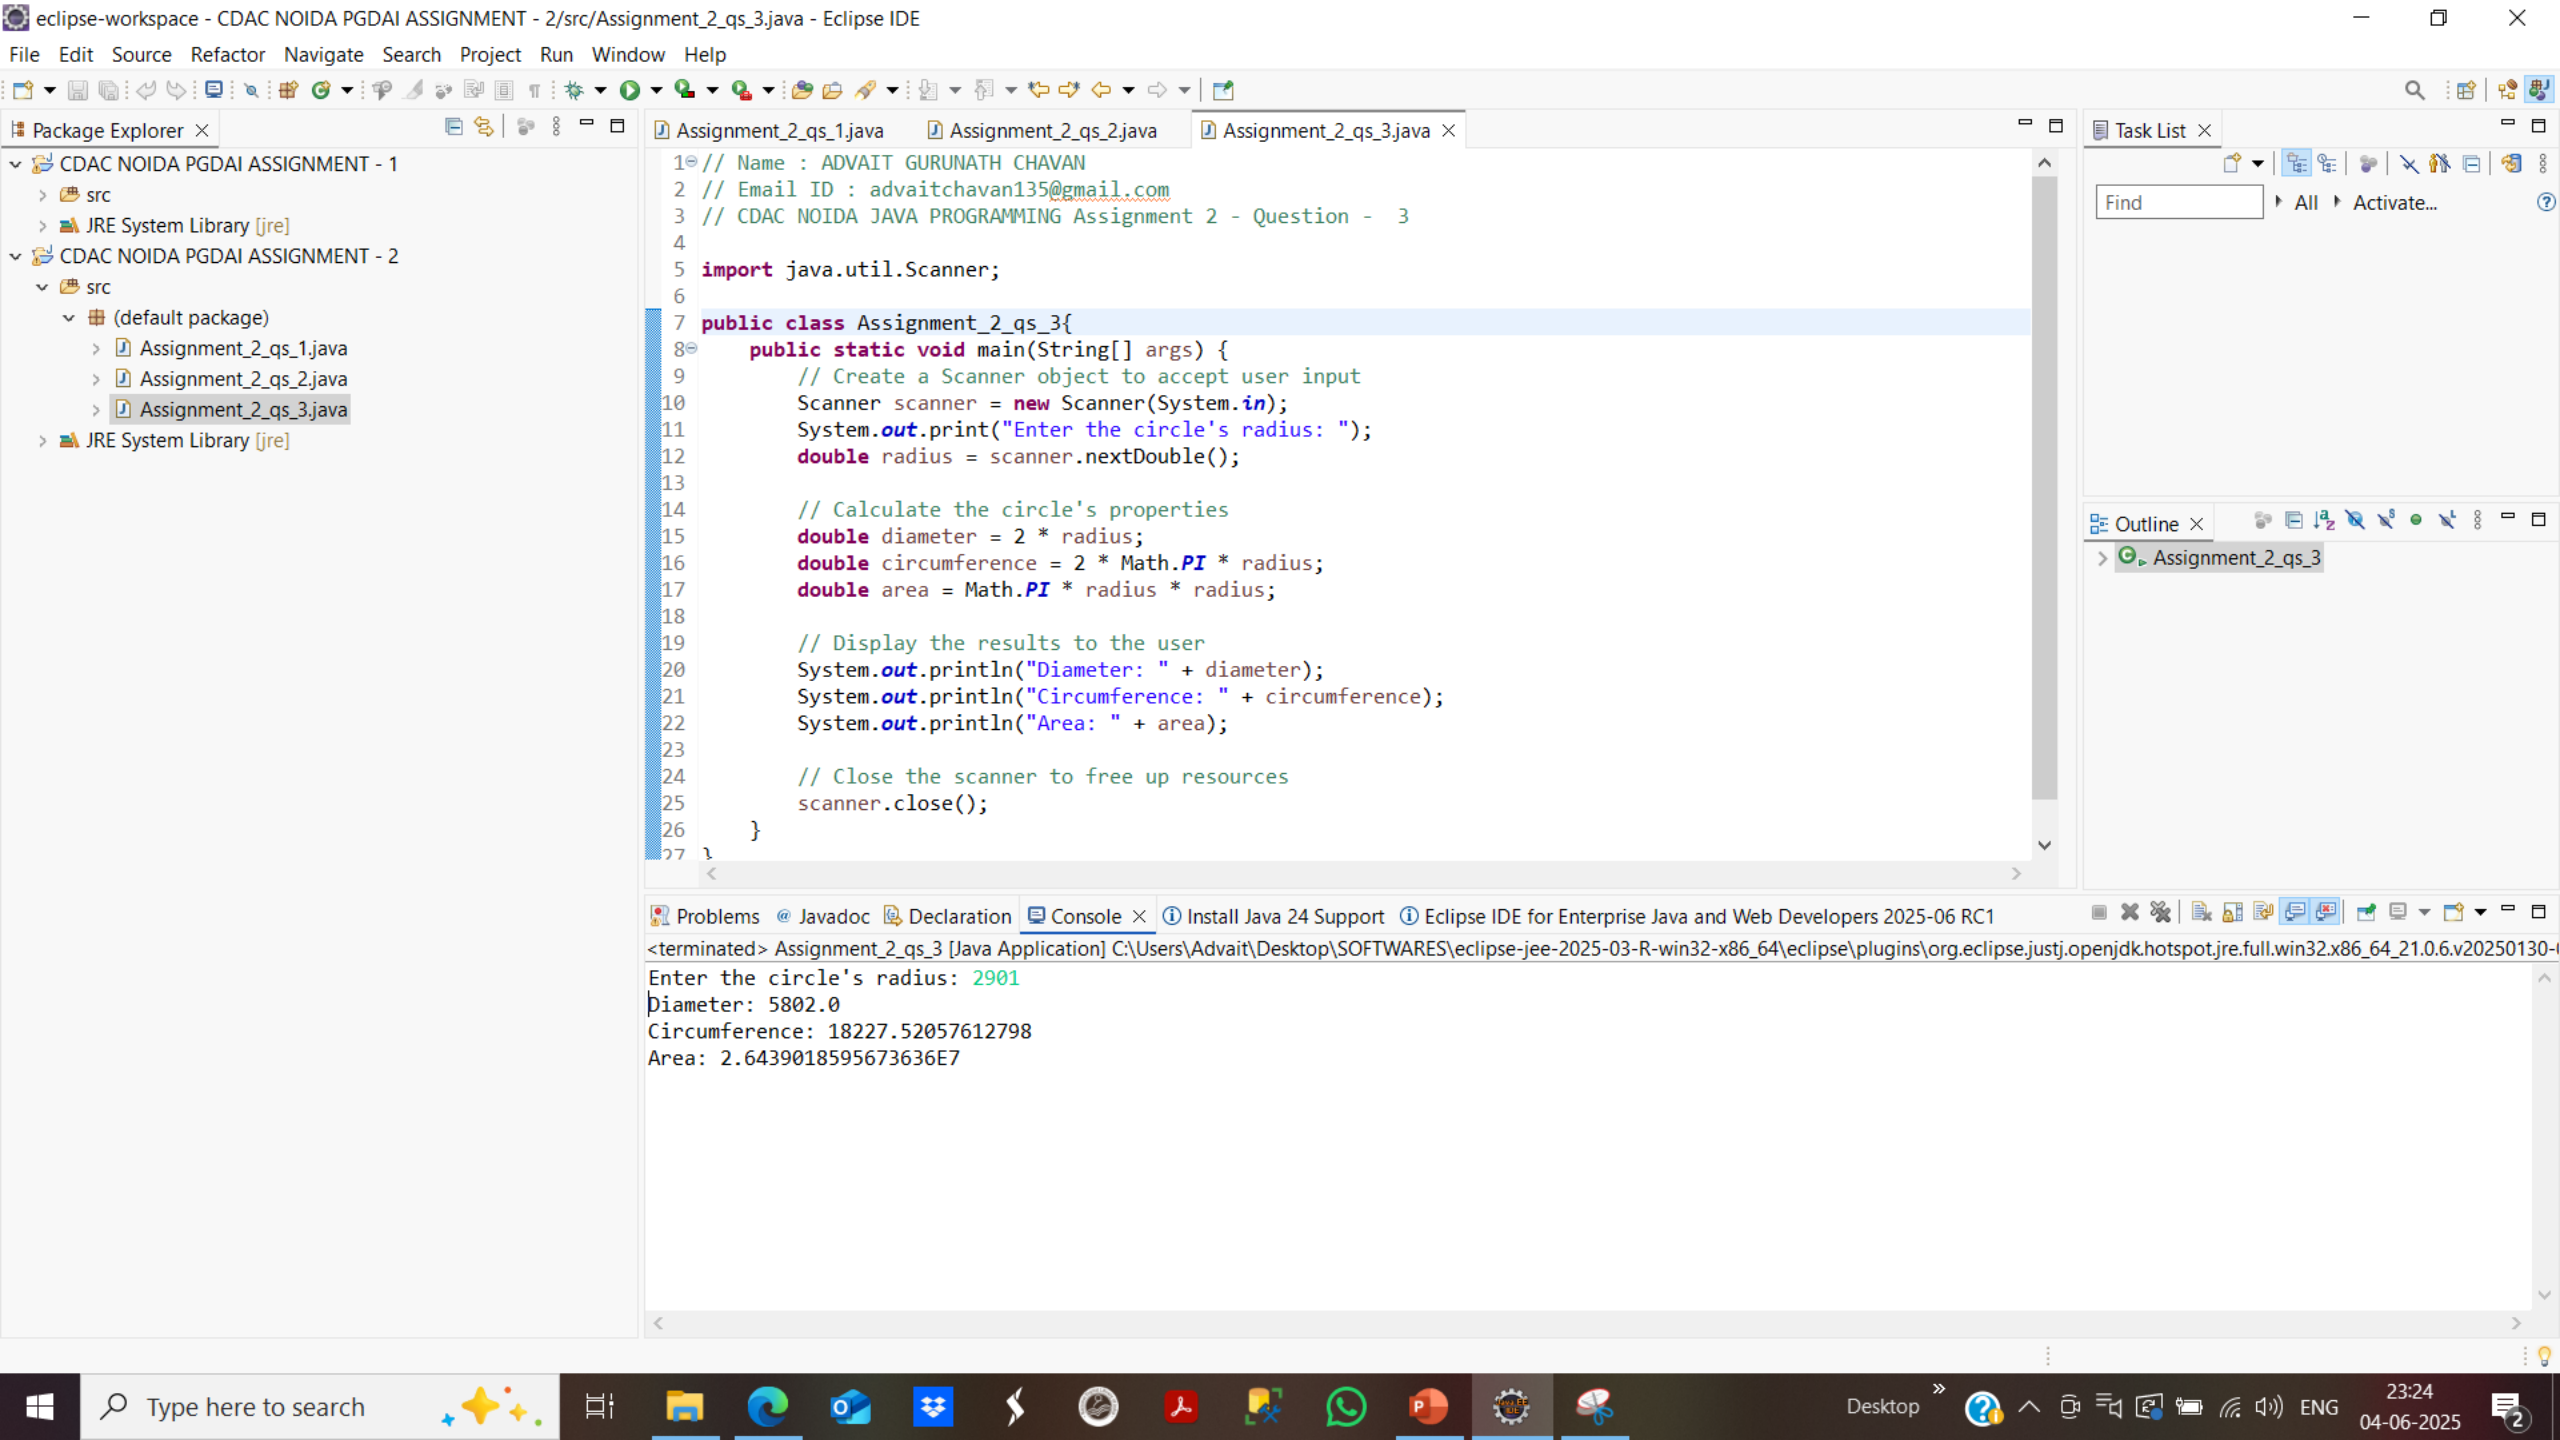 eclipse-workspace - CDAC NOIDA PGDAI ASSIGNMENT - 2/src/Assignment_2_qs_3.java - Eclipse IDE
File Edit Source Refactor Navigate Search Project Run Window Help
Package Explorer
CDAC NOIDA PGDAI ASSIGNMENT - 1
src
JRE System Library [jre]
CDAC NOIDA PGDAI ASSIGNMENT - 2
src
(default package)
Assignment_2_qs_1.java
Assignment_2_qs_2.java
Assignment_2_qs_3.java
JRE System Library [jre]
Assignment_2_qs_1.java Assignment_2_qs_2.java Assignment_2_qs_3.java
1 // Name : ADVAIT GURUNATH CHAVAN
2 // Email ID : advaitchavan135@gmail.com
3 // CDAC NOIDA JAVA PROGRAMMING Assignment 2 - Question -  3
4
5 import java.util.Scanner;
6
7 public class Assignment_2_qs_3{
8     public static void main(String[] args) {
9         // Create a Scanner object to accept user input
10         Scanner scanner = new Scanner(System.in);
11         System.out.print("Enter the circle's radius: ");
12         double radius = scanner.nextDouble();
13
14         // Calculate the circle's properties
15         double diameter = 2 * radius;
16         double circumference = 2 * Math.PI * radius;
17         double area = Math.PI * radius * radius;
18
19         // Display the results to the user
20         System.out.println("Diameter: " + diameter);
21         System.out.println("Circumference: " + circumference);
22         System.out.println("Area: " + area);
23
24         // Close the scanner to free up resources
25         scanner.close();
26     }
27 }
Task List
Find All Activate...
Outline
Assignment_2_qs_3
Problems Javadoc Declaration Console Install Java 24 Support Eclipse IDE for Enterprise Java and Web Developers 2025-06 RC1
<terminated> Assignment_2_qs_3 [Java Application] C:\Users\Advait\Desktop\SOFTWARES\eclipse-jee-2025-03-R-win32-x86_64\eclipse\plugins\org.eclipse.justj.openjdk.hotspot.jre.full.win32.x86_64_21.0.6.v20250130-
Enter the circle's radius: 2901
Diameter: 5802.0
Circumference: 18227.52057612798
Area: 2.6439018595673636E7
Type here to search
Desktop
ENG
23:24
04-06-2025
2